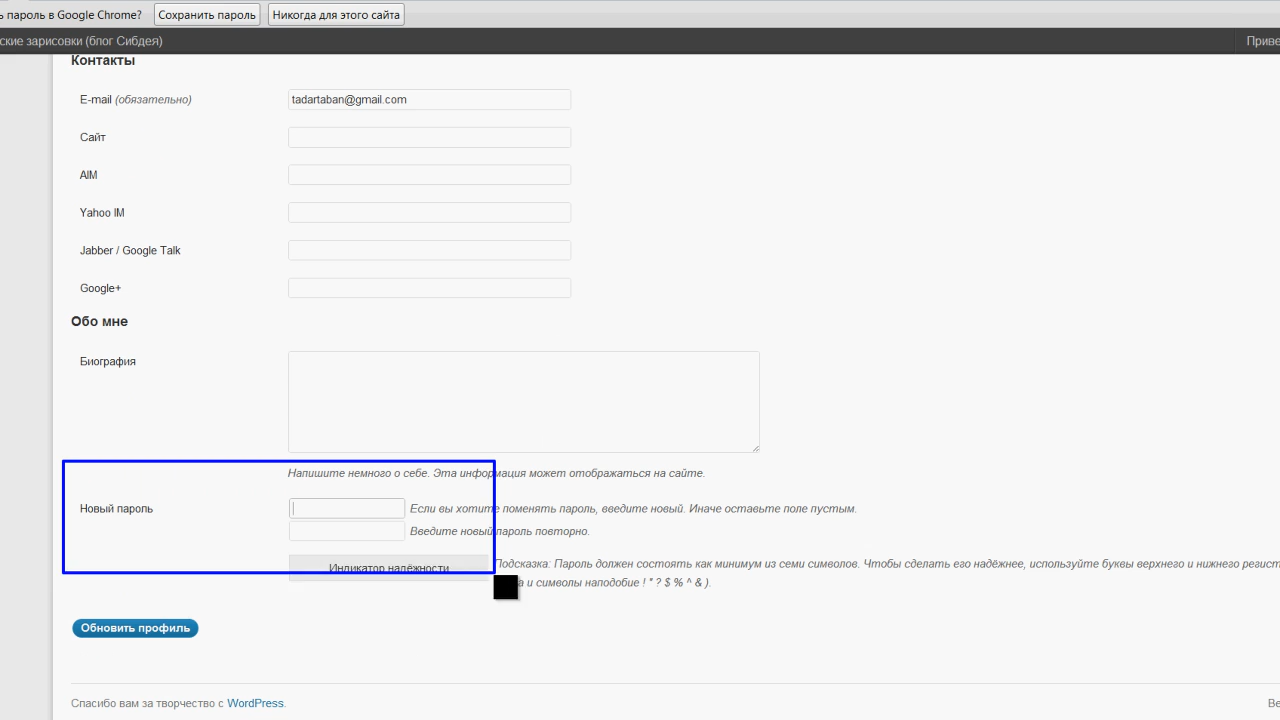 ь пароль в Google Chrome? Сохранить пароль Никогда для этого сайта
ские зарисовки (блог Сибдея) Приве
Контакты
E-mail (обязательно) tadartaban@gmail.com
Сайт
AIM
Yahoo IM
Jabber / Google Talk
Google+
Обо мне
Биография
Напишите немного о себе. Эта информация может отображаться на сайте.
Новый пароль Если вы хотите поменять пароль, введите новый. Иначе оставьте поле пустым.
Введите новый пароль повторно.
Индикатор надёжности Подсказка: Пароль должен состоять как минимум из семи символов. Чтобы сделать его надёжнее, используйте буквы верхнего и нижнего регист
а и символы наподобие ! " ? $ % ^ & ).
Обновить профиль
Спасибо вам за творчество с WordPress. Ве